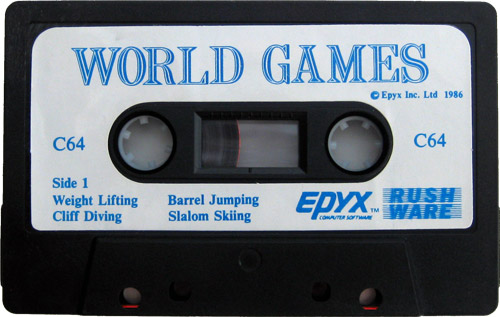 WORLD GAMES
© Epyx Inc. Ltd 1986
C64
C64
Side 1
Weight Lifting Barrel Jumping
Cliff Diving Slalom Skiing
EPYX™
COMPUTER SOFTWARE
RUSH
WARE